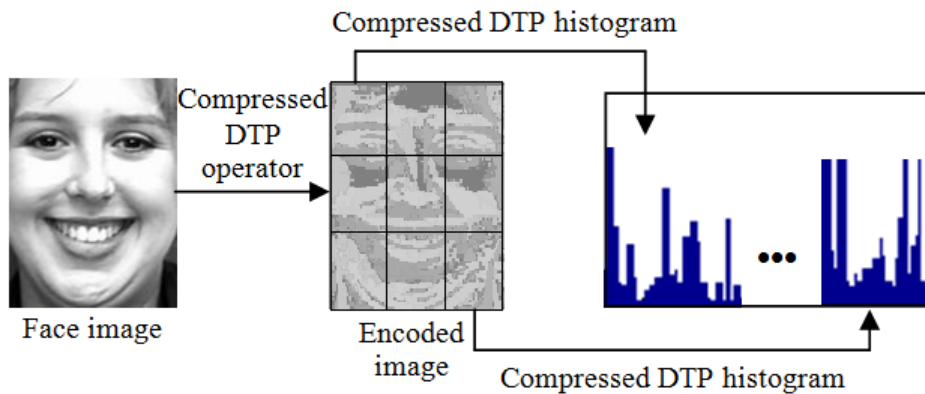 Compressed DTP histogram
Compressed
DTP
operator
Face image
Encoded
image
Compressed DTP histogram